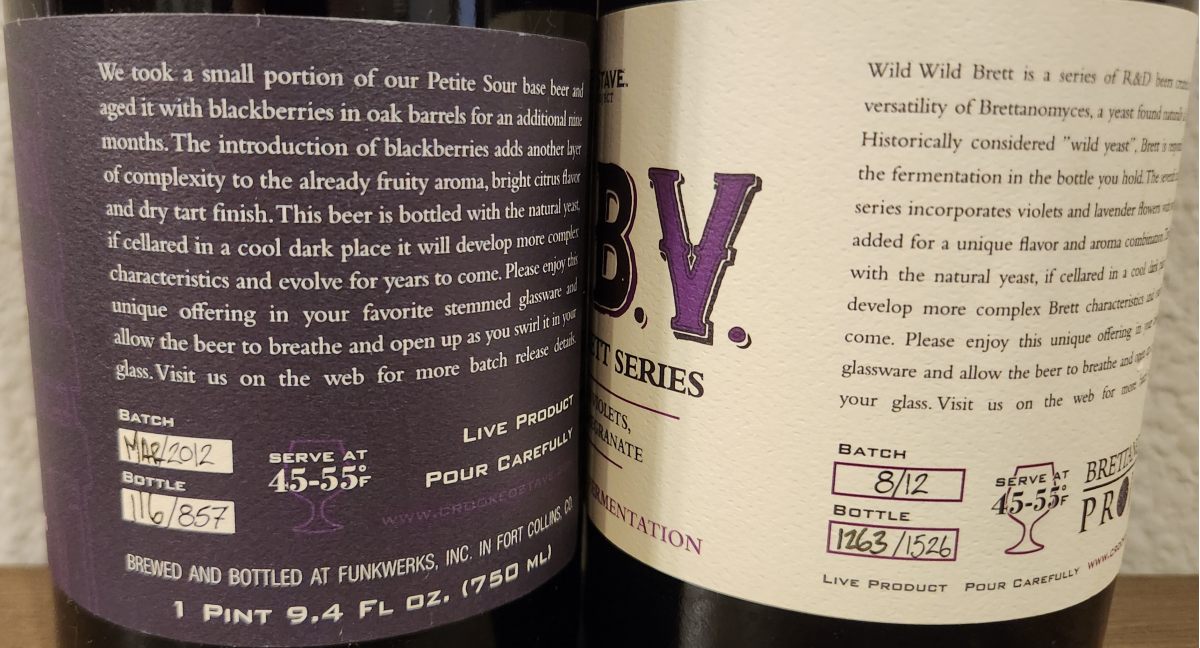 We took a small portion of our Petite Sour base beer and
aged it with blackberries in oak barrels for an additional nine
months. The introduction of blackberries adds another layer
of complexity to the already fruity aroma, bright citrus flavor
and dry tart finish. This beer is bottled with the natural yeast,
if cellared in a cool dark place it will develop more complex
characteristics and evolve for years to come. Please enjoy this
unique offering in your favorite stemmed glassware and
allow the beer to breathe and open up as you swirl it in your
glass. Visit us on the web for more batch release details.
BATCH
MAR/2012
BOTTLE
116/857
SERVE AT
45-55°F
LIVE PRODUCT
POUR CAREFULLY
BREWED AND BOTTLED AT FUNKWERKS, INC. IN FORT COLLINS, CO.
1 PINT 9.4 FL OZ. (750 ML)
B.V.
SERIES
Wild Wild Brett is a series of R&D beers
versatility of Brettanomyces, a yeast found
Historically considered "wild yeast", Brett is
the fermentation in the bottle you hold. The
series incorporates violets and lavender flowers
added for a unique flavor and aroma
with the natural yeast, if cellared in a cool
develop more complex Brett characteristics
come. Please enjoy this unique offering in
glassware and allow the beer to breathe and
your glass. Visit us on the web for more
BATCH
8/12
BOTTLE
1263/1526
SERVE AT
45-55°F
LIVE PRODUCT POUR CAREFULLY